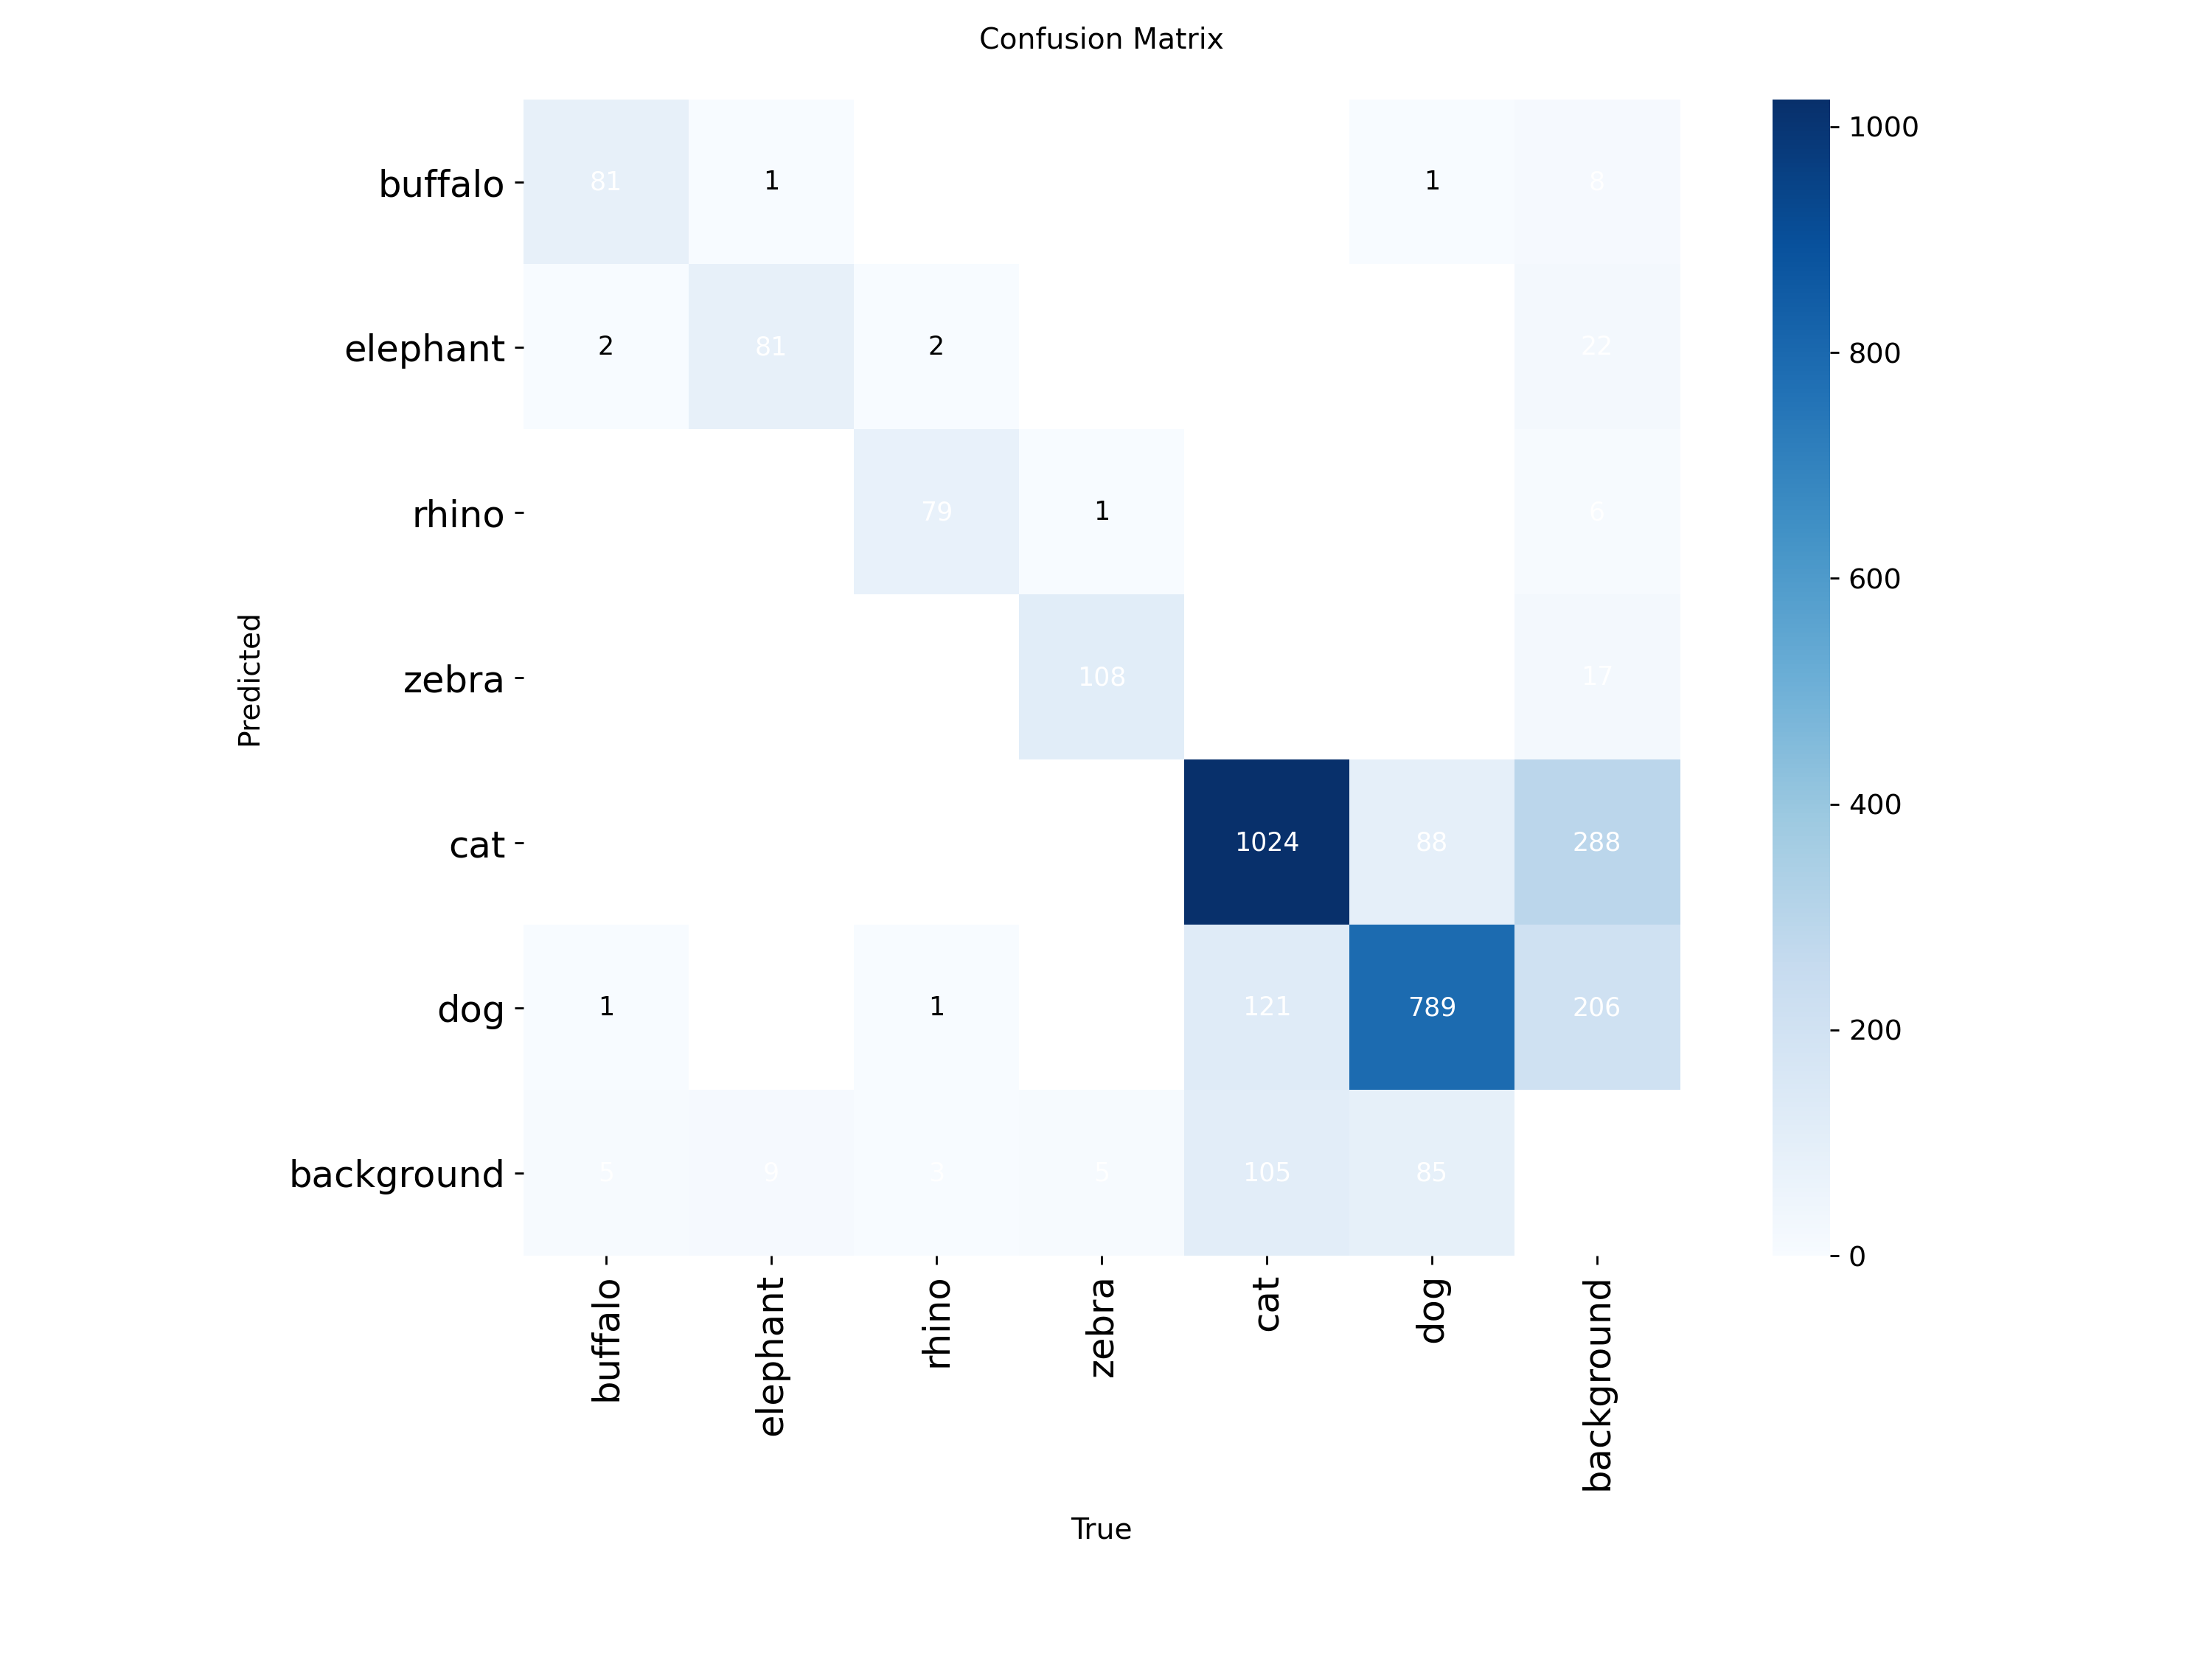 Confusion Matrix
buffalo 81 1 1 8
elephant 2 81 2 22
rhino 79 1 6
zebra 108 17
cat 1024 88 288
dog 1 1 121 789 206
background 5 9 3 5 105 85
buffalo elephant rhino zebra cat dog background
Predicted
True
1000
800
600
400
200
0